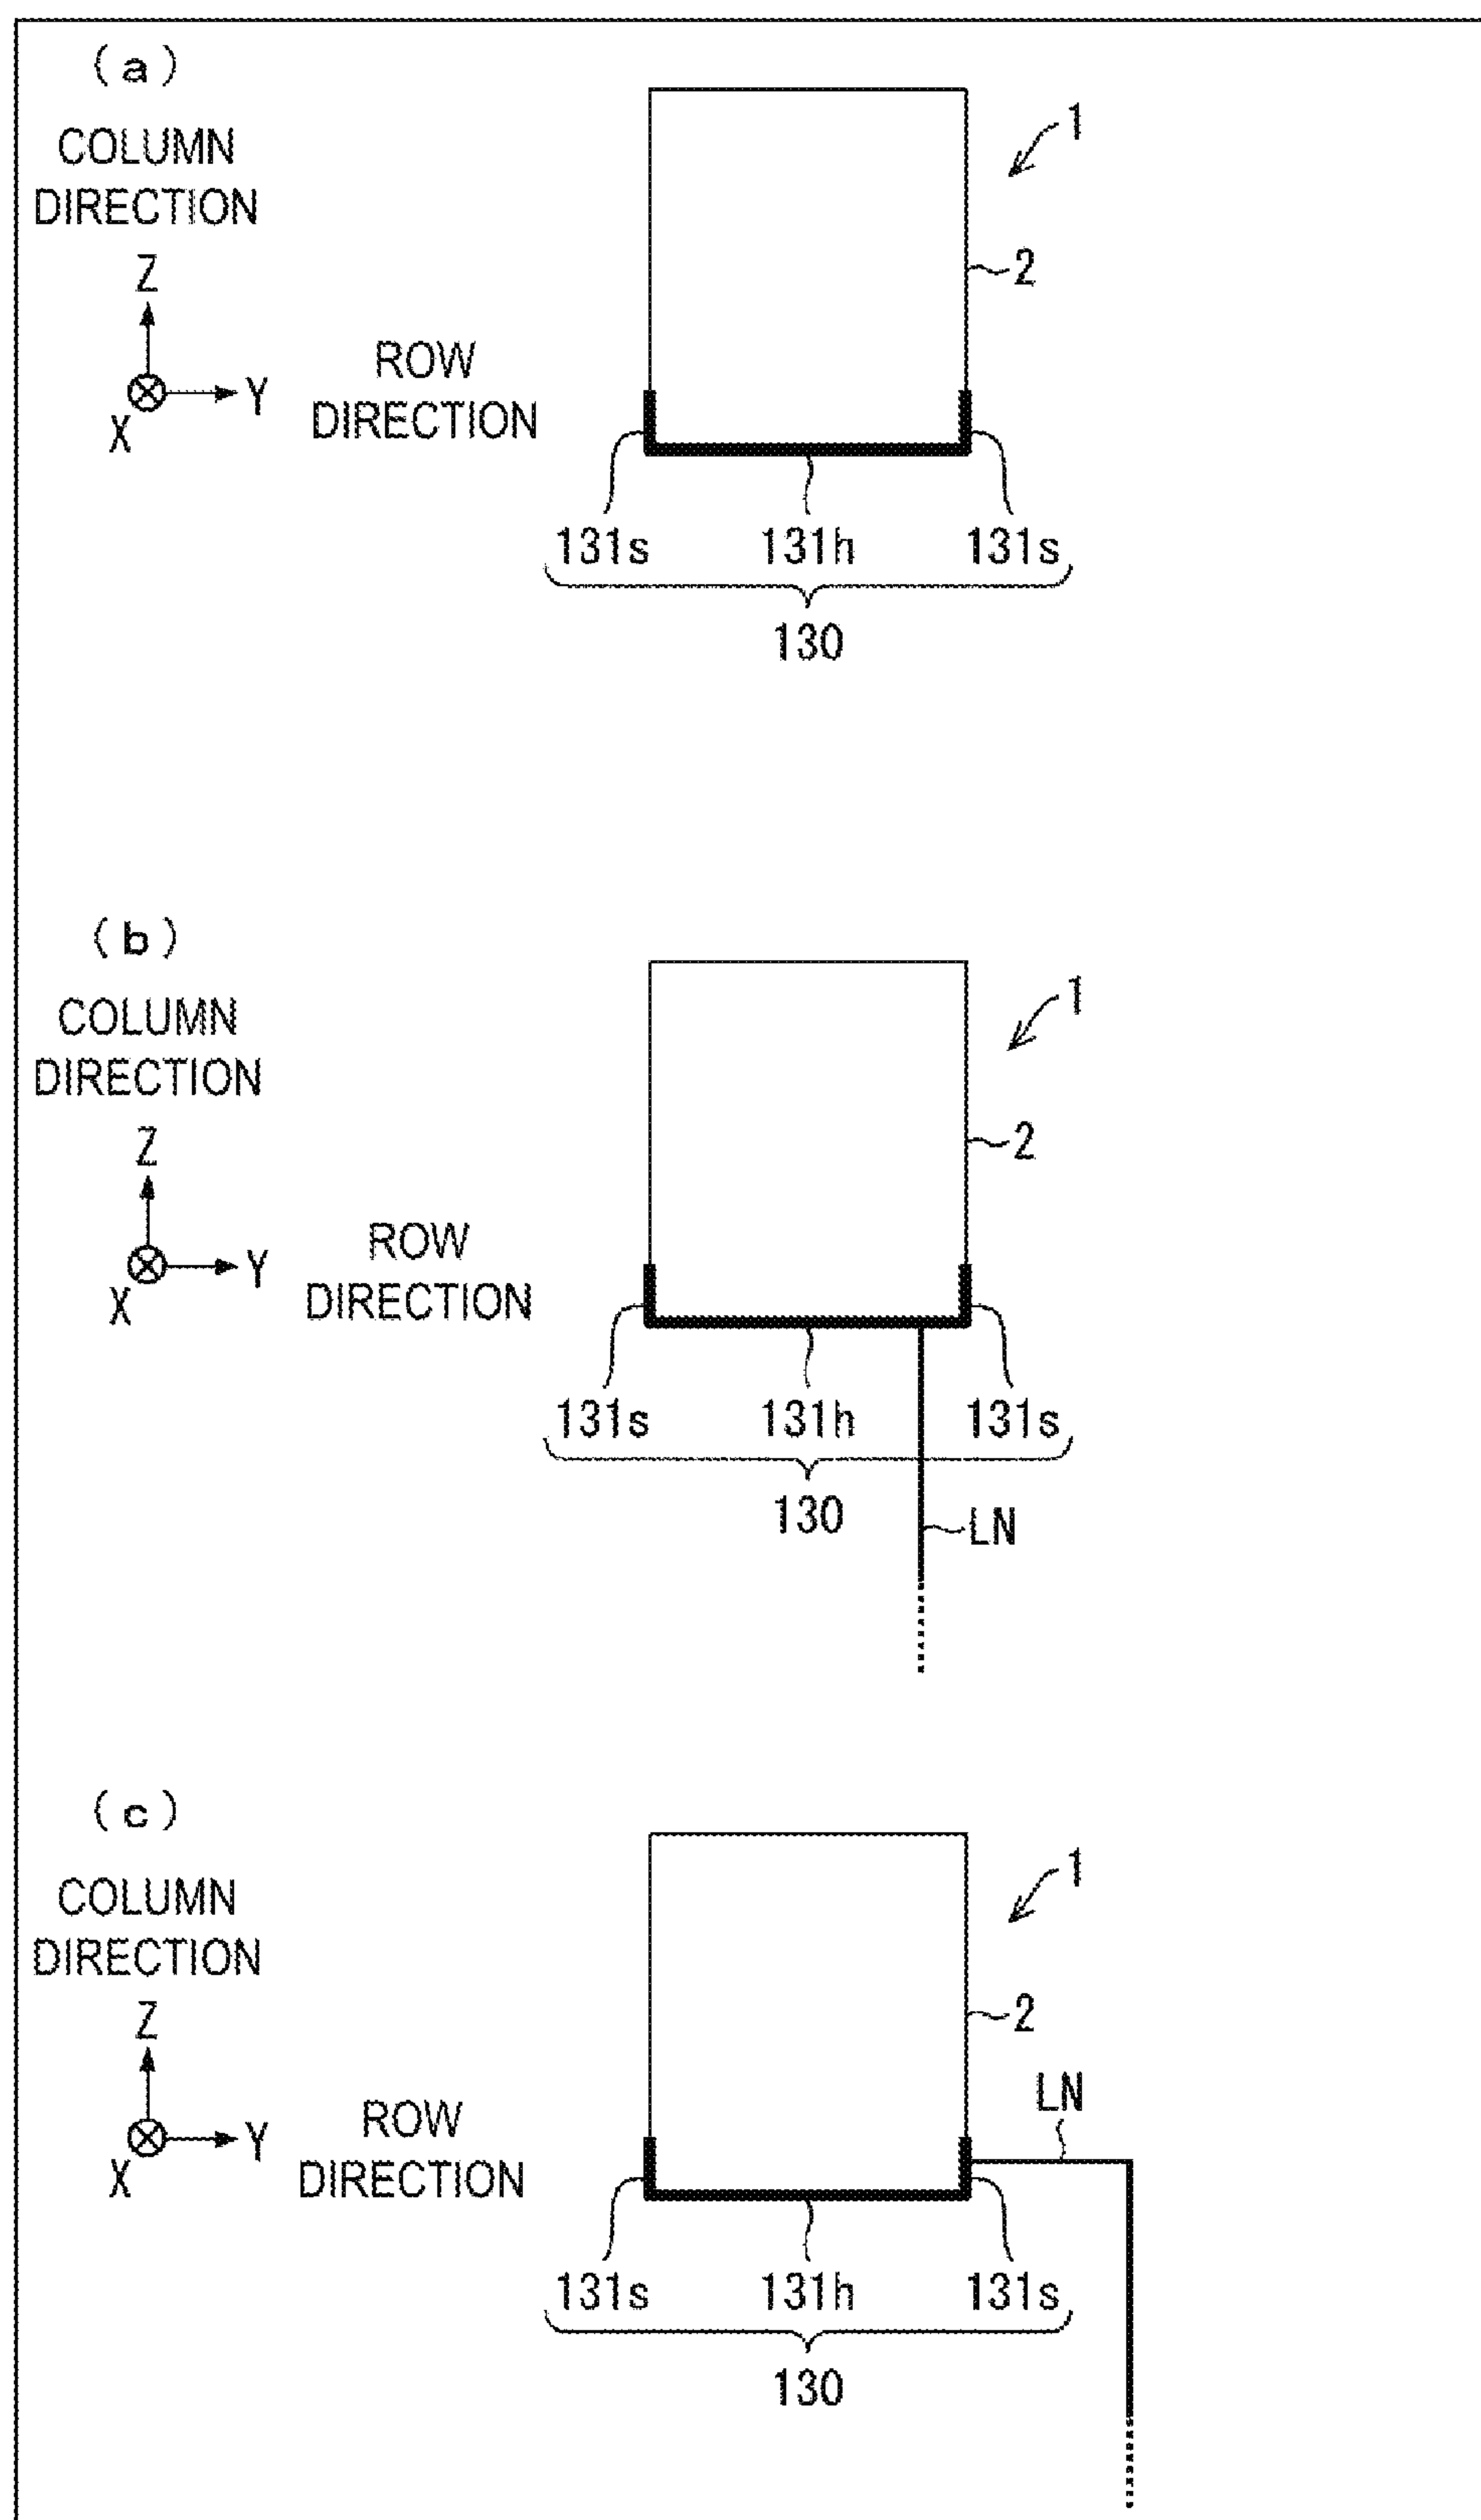 (a)
COLUMN
DIRECTION
1
2
Z
Y
X
ROW
DIRECTION
131s 131h 131s
130
(b)
COLUMN
DIRECTION
1
2
Z
Y
X
ROW
DIRECTION
131s 131h 131s
130
LN
(c)
COLUMN
DIRECTION
1
2
Z
LN
Y
X
ROW
DIRECTION
131s 131h 131s
130